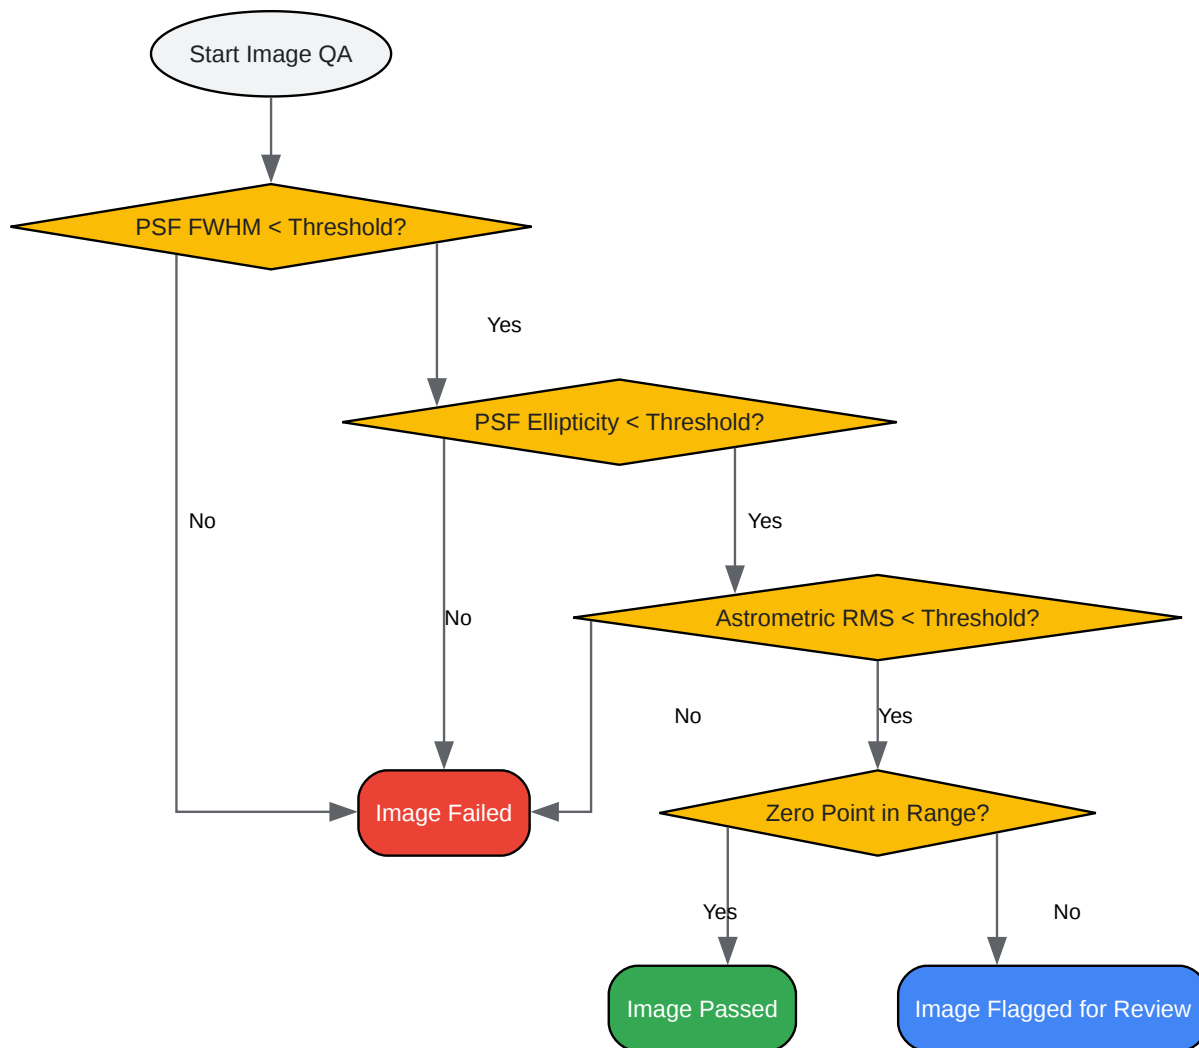 Start Image QA
PSF FWHM < Threshold?
Yes
PSF Ellipticity < Threshold?
No
Yes
No
Astrometric RMS < Threshold?
No
Yes
Image Failed
Zero Point in Range?
Yes
No
Image Passed
Image Flagged for Review